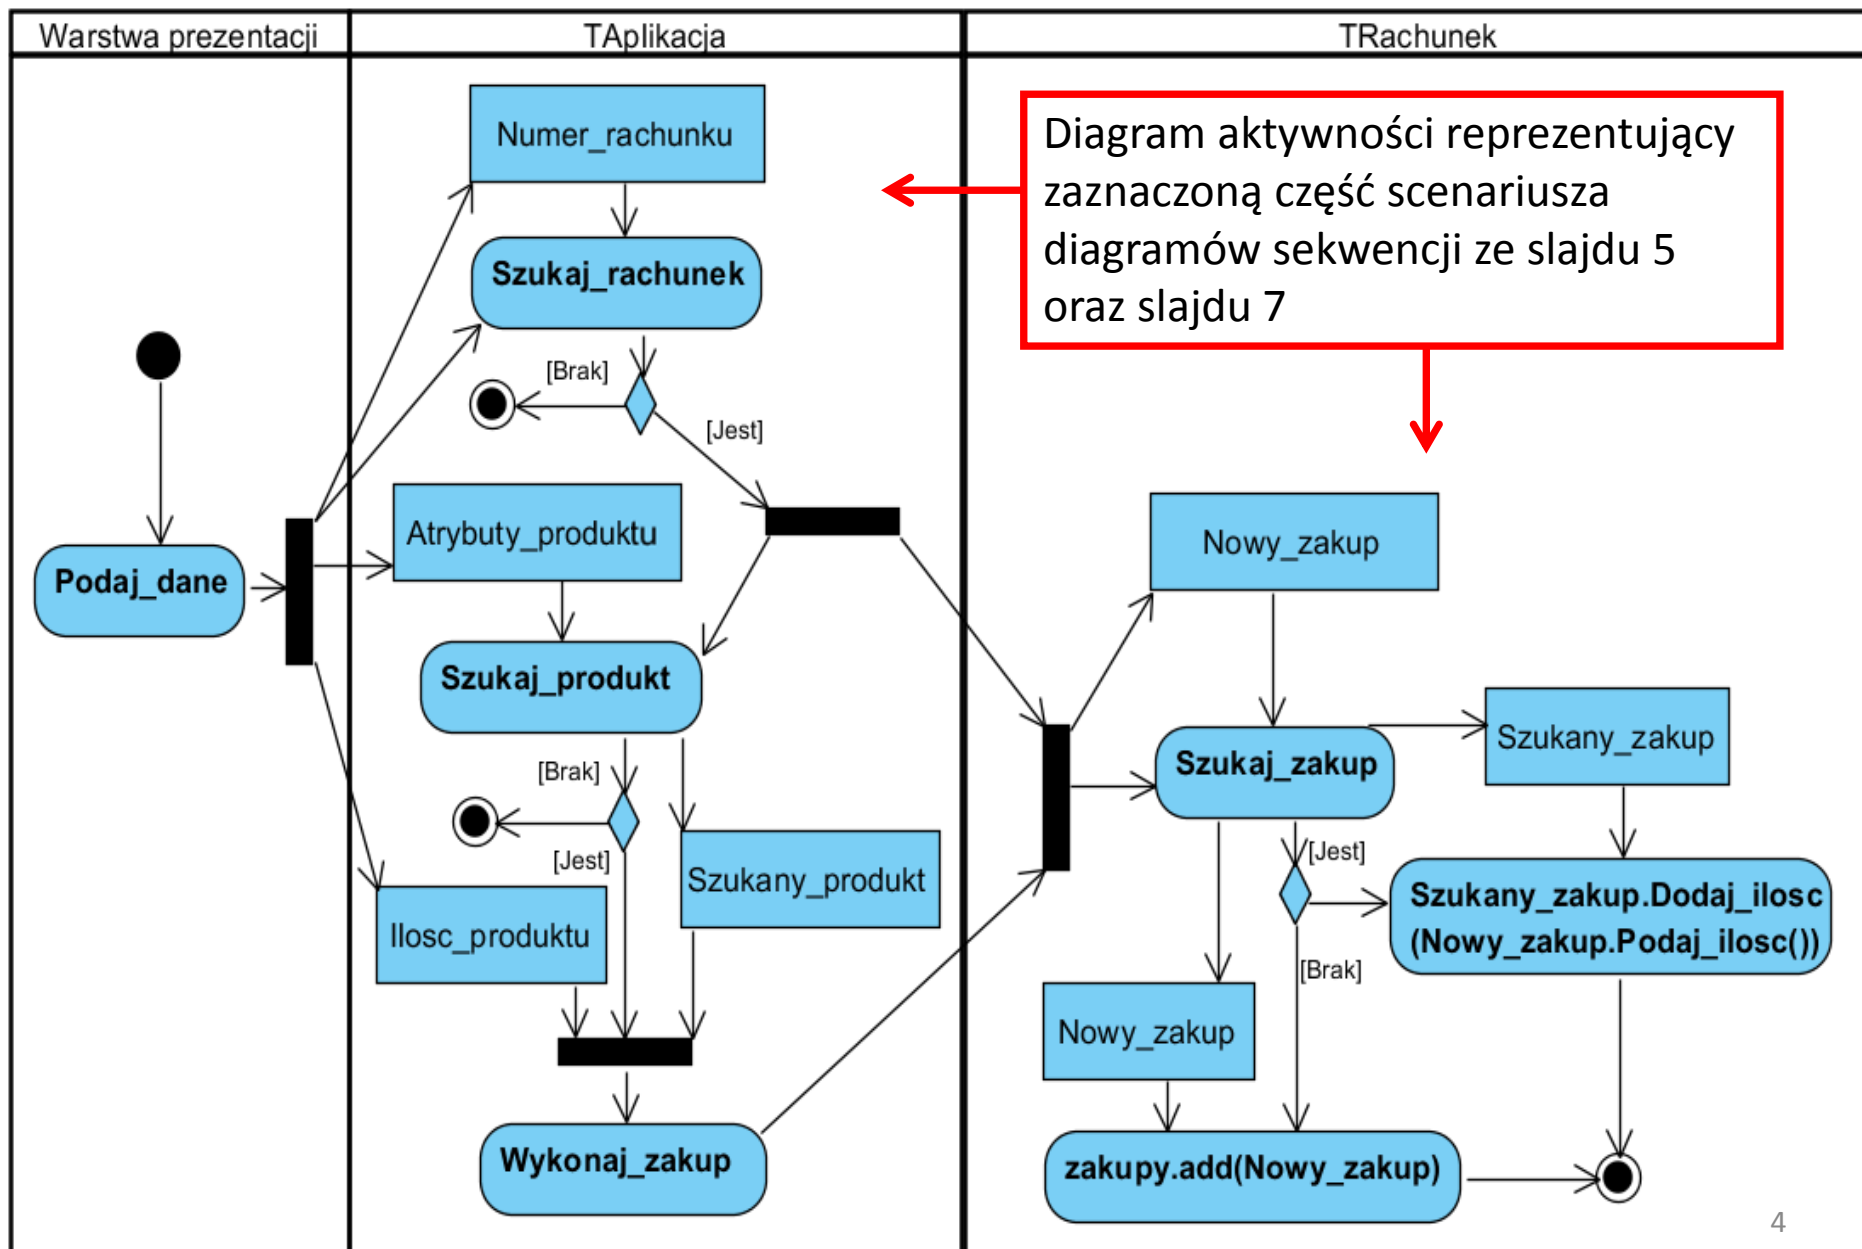 Warstwa prezentacji
TAplikacja
TRachunek
Numer_rachunku
Diagram aktywności reprezentujący
zaznaczoną część scenariusza
diagramów sekwencji ze slajdu 5
oraz slajdu 7
Szukaj_rachunek
[Brak]
[Jest]
Atrybuty_produktu
Nowy_zakup
Podaj_dane
Szukaj_produkt
Szukany_zakup
Szukaj_zakup
[Brak]
[Jest]
[Jest]
Szukany_produkt
Szukany_zakup.Dodaj_ilosc
(Nowy_zakup.Podaj_ilosc())
Ilosc_produktu
[Brak]
Nowy_zakup
Wykonaj_zakup
zakupy.add(Nowy_zakup)
4